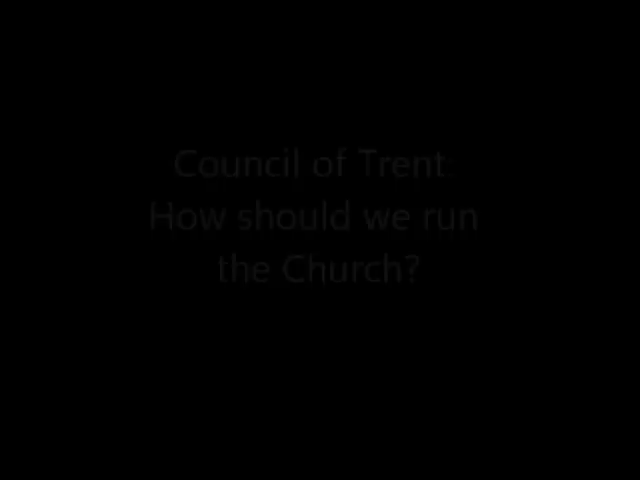 Council of Trent:
How should we run
the Church?